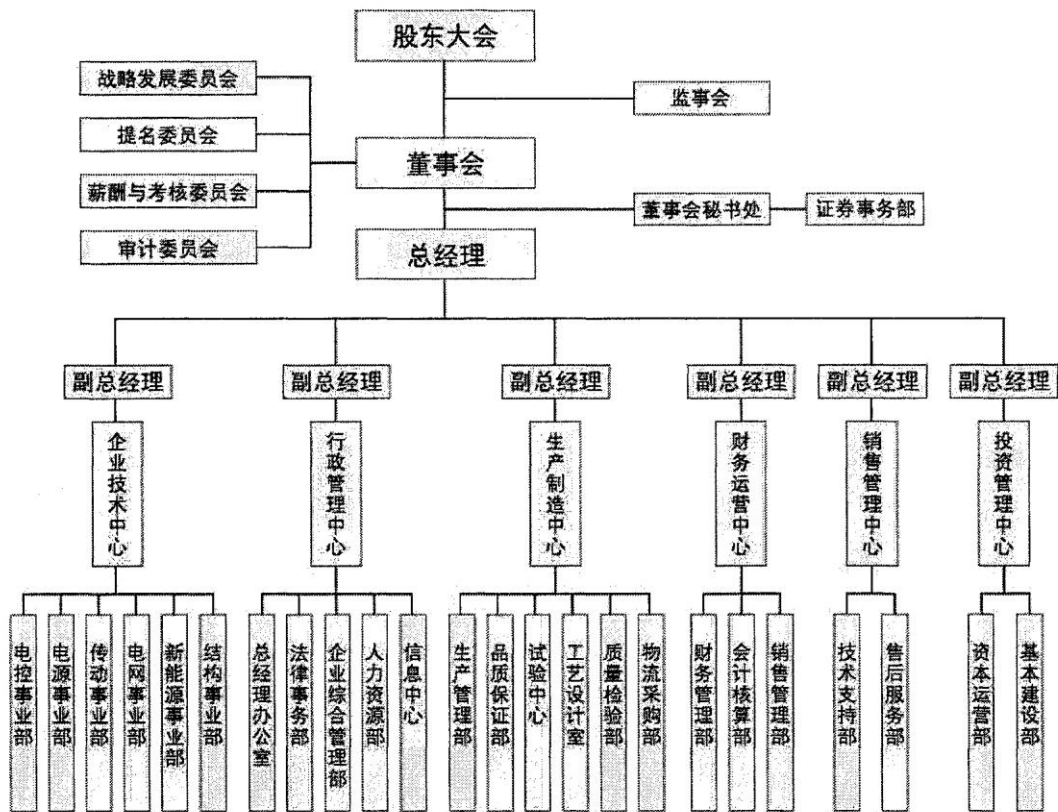 股东大会
战略发展委员会
监事会
提名委员会
董事会
薪酬与考核委员会
董事会秘书处
证券事务部
审计委员会
总经理
副总经理
副总经理
副总经理
副总经理
副总经理
副总经理
企业技术中心
行政管理中心
生产制造中心
财务运营中心
销售管理中心
投资管理中心
电控事业部
电源事业部
传动事业部
电网事业部
新能源事业部
结构事业部
总经理办公室
法律事务部
企业综合管理部
人力资源部
信息中心
生产管理部
品质保证部
试验中心
工艺设计室
质量检验部
物流采购部
财务管理部
会计核算部
销售管理部
技术支持部
售后服务部
资本运营部
基本建设部